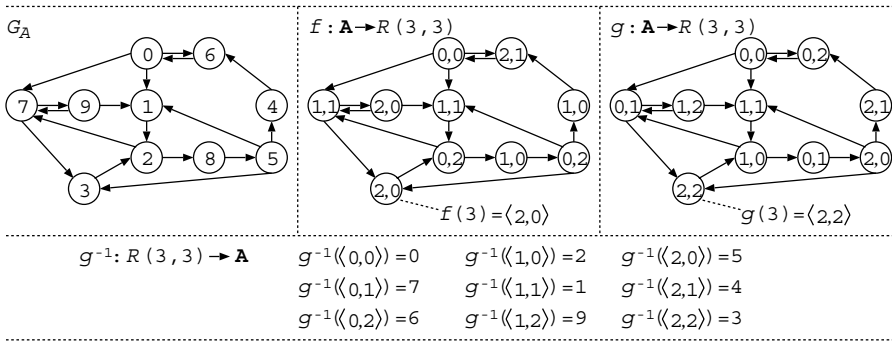 G_A
f : A → R (3,3)
g : A → R (3,3)
0 6
7 9 1 4
2 8 5
3
0,0 2,1
1,1 2,0 1,1 1,0
0,2 1,0 0,2
2,0
f (3) = ⟨2,0⟩
0,0 0,2
0,1 1,2 1,1 2,1
1,0 0,1 2,0
2,2
g (3) = ⟨2,2⟩
g⁻¹ : R (3,3) → A
g⁻¹(⟨0,0⟩) = 0 g⁻¹(⟨1,0⟩) = 2 g⁻¹(⟨2,0⟩) = 5
g⁻¹(⟨0,1⟩) = 7 g⁻¹(⟨1,1⟩) = 1 g⁻¹(⟨2,1⟩) = 4
g⁻¹(⟨0,2⟩) = 6 g⁻¹(⟨1,2⟩) = 9 g⁻¹(⟨2,2⟩) = 3